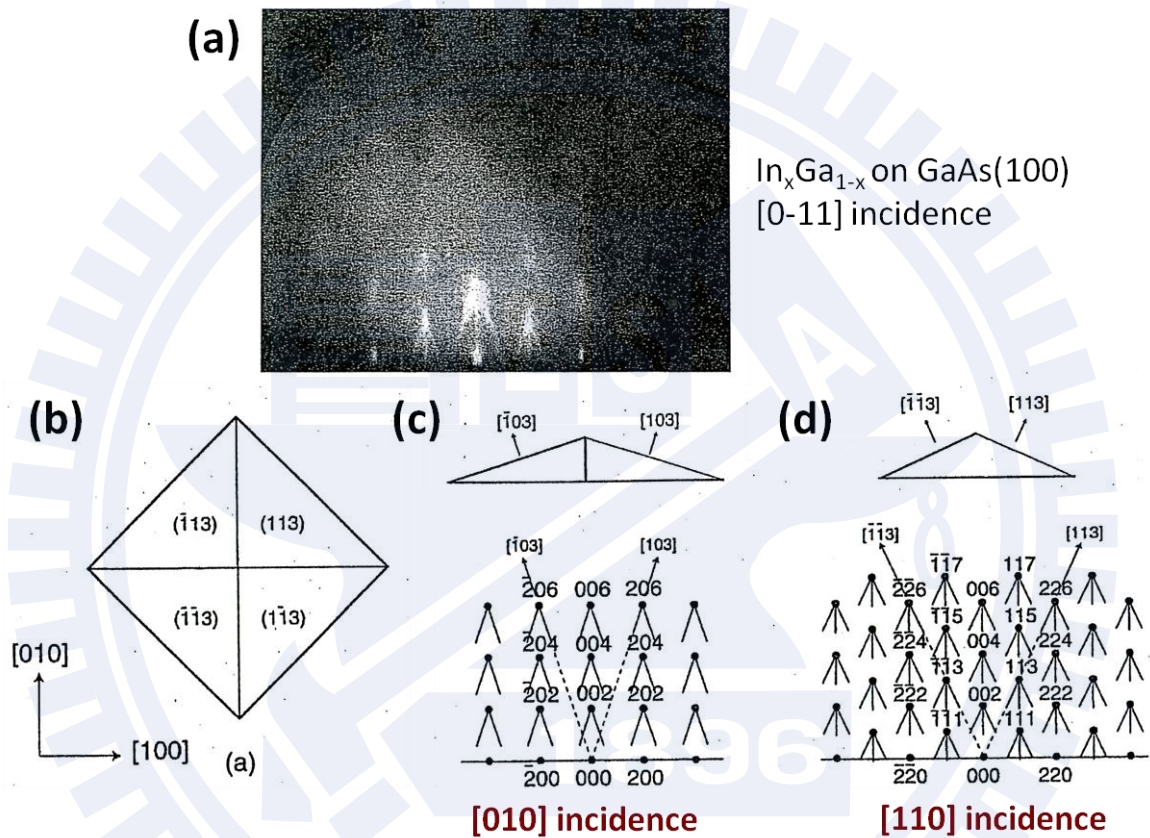 (a)
InₓGa₁₋ₓ on GaAs(100)
[0-11] incidence
(b)
(1̄13) (113)
(1̄1̄3) (11̄3)
[010]
[100]
(a)
(c)
[1̄03] [103]
[1̄03] [103]
2̄06 006 206
2̄04 004 204
2̄02 002 202
2̄00 000 200
[010] incidence
(d)
[1̄1̄3] [113]
[1̄1̄3] [113]
1̄1̄7 117
2̄2̄6 006 226
1̄1̄5 115
2̄2̄4 004 224
1̄1̄3 113
2̄2̄2 002 222
1̄1̄1 111
2̄2̄0 000 220
[110] incidence
1896